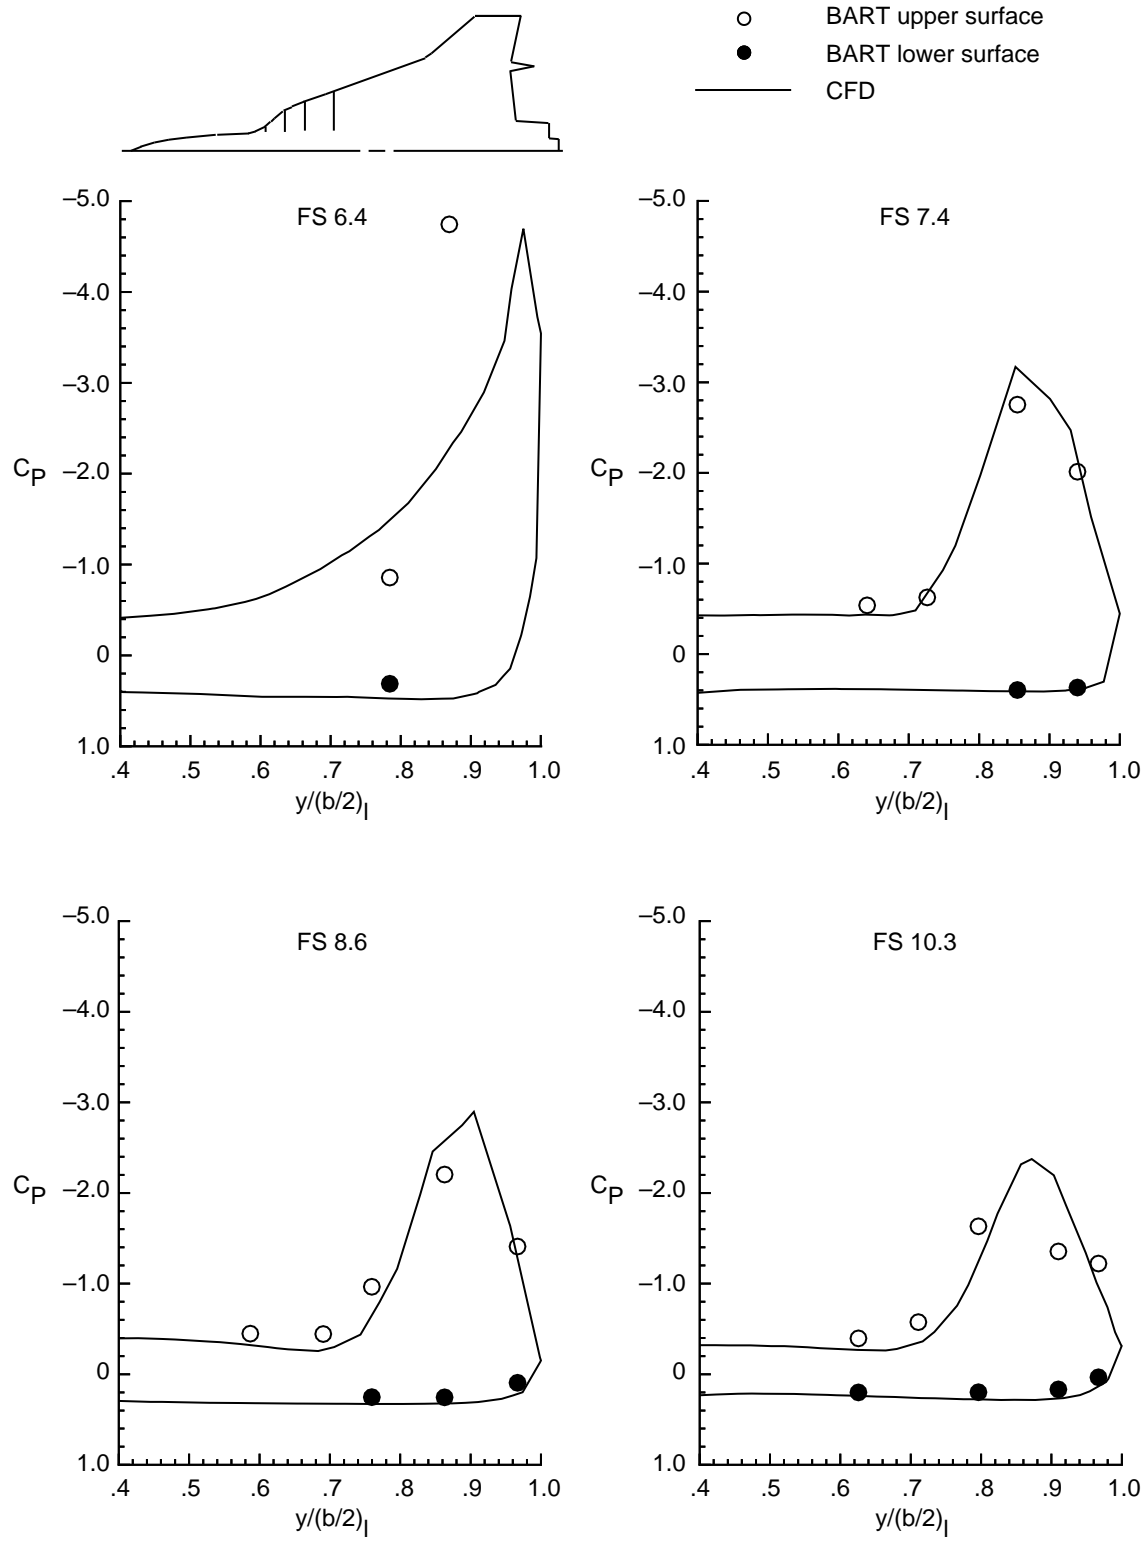 BART upper surface
BART lower surface
CFD
FS 6.4
–5.0
–4.0
–3.0
–2.0
–1.0
0
1.0
CP
.4 .5 .6 .7 .8 .9 1.0
y/(b/2)I
FS 7.4
–5.0
–4.0
–3.0
–2.0
–1.0
0
1.0
CP
.4 .5 .6 .7 .8 .9 1.0
y/(b/2)I
FS 8.6
–5.0
–4.0
–3.0
–2.0
–1.0
0
1.0
CP
.4 .5 .6 .7 .8 .9 1.0
y/(b/2)I
FS 10.3
–5.0
–4.0
–3.0
–2.0
–1.0
0
1.0
CP
.4 .5 .6 .7 .8 .9 1.0
y/(b/2)I